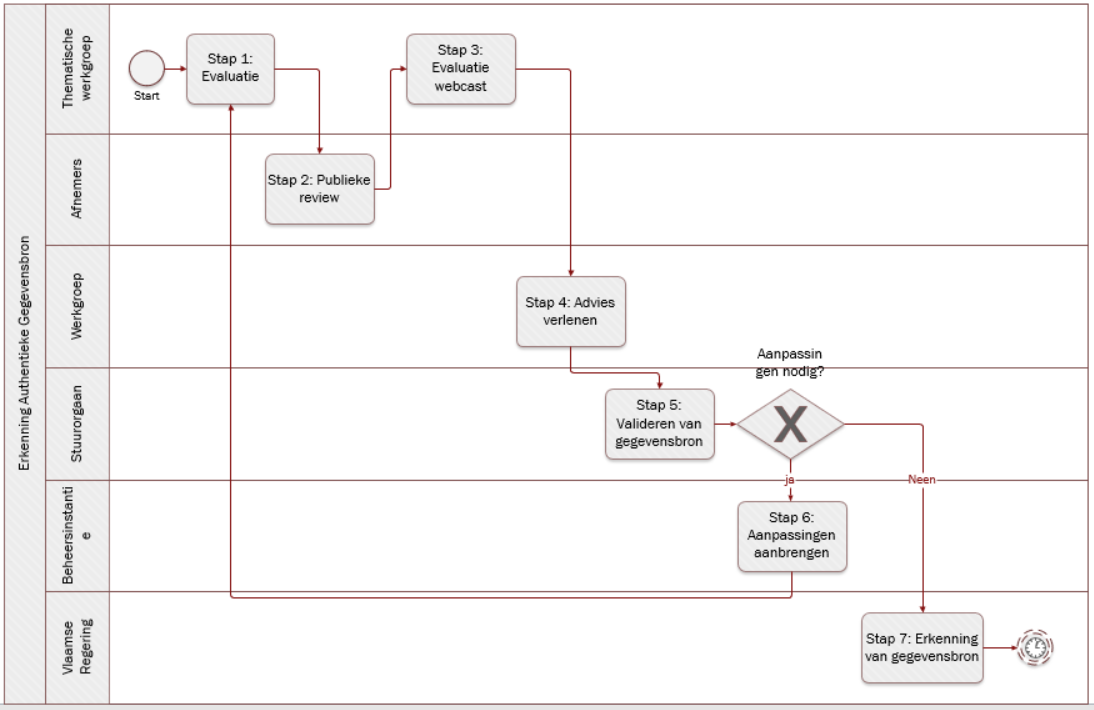 Erkenning Authentieke Gegevensbron
Thematische
werkgroep
Start
Stap 1:
Evaluatie
Stap 3:
Evaluatie
webcast
Afnemers
Stap 2: Publieke
review
Werkgroep
Stap 4: Advies
verlenen
Stuurorgaan
Stap 5:
Valideren van
gegevensbron
Aanpassin
gen nodig?
X
ja
Neen
Beheersinstanti
e
Stap 6:
Aanpassingen
aanbrengen
Vlaamse
Regering
Stap 7: Erkenning
van gegevensbron